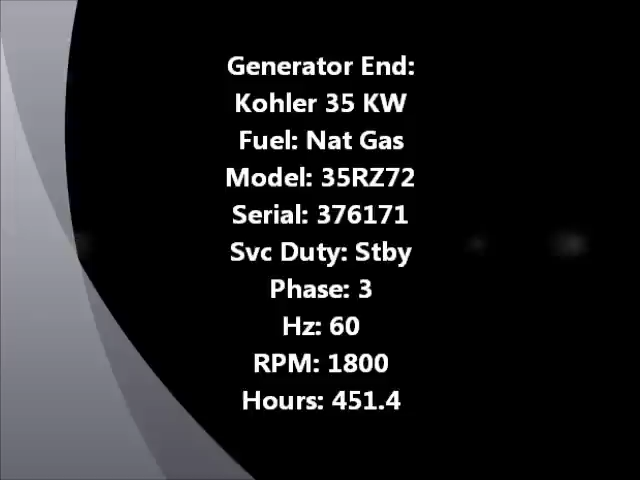 Generator End:
Kohler 35 KW
Fuel: Nat Gas
Model: 35RZ72
Serial: 376171
Svc Duty: Stby
Phase: 3
Hz: 60
RPM: 1800
Hours: 451.4